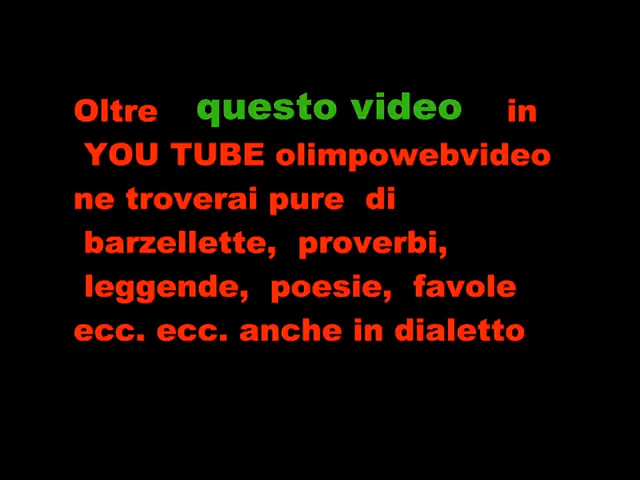 Oltre questo video in
YOU TUBE olimpowebvideo
ne troverai pure di
barzellette, proverbi,
leggende, poesie, favole
ecc. ecc. anche in dialetto